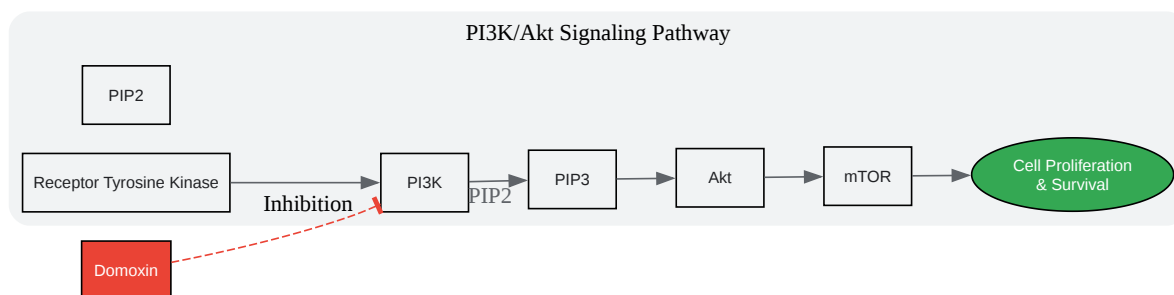 PI3K/Akt Signaling Pathway
PIP2
Receptor Tyrosine Kinase
PI3K
PIP2
PIP3
Akt
mTOR
Cell Proliferation
& Survival
Inhibition
Domoxin